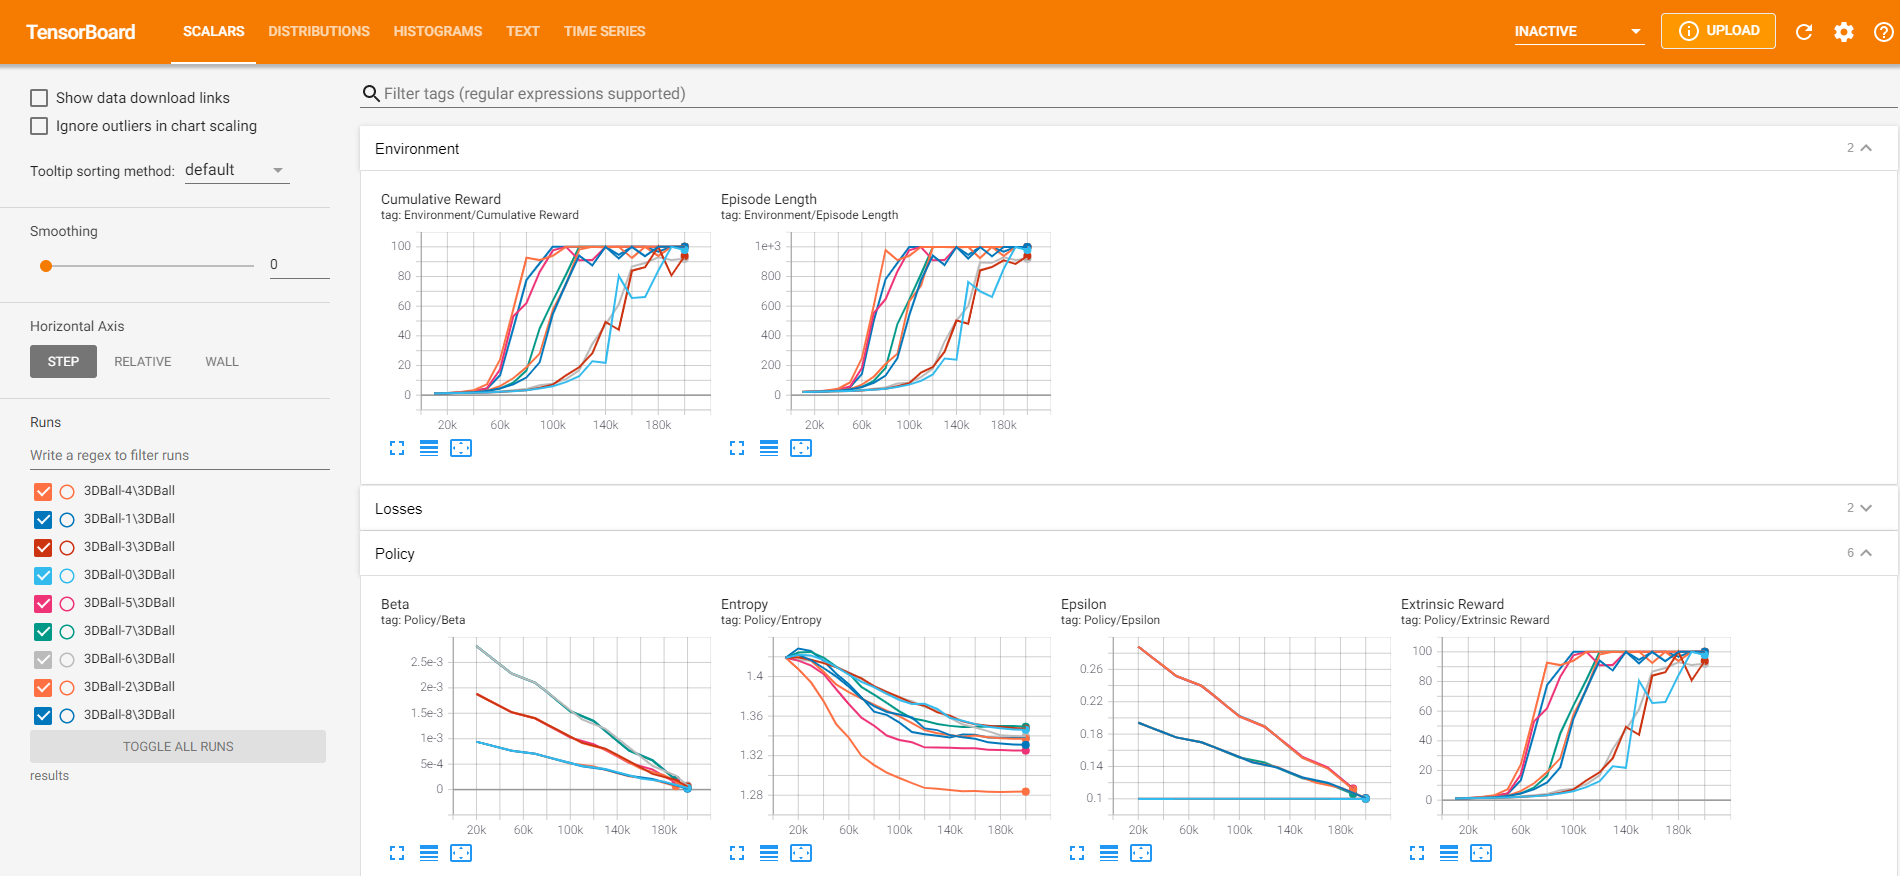 TensorBoard
SCALARS DISTRIBUTIONS HISTOGRAMS TEXT TIME SERIES
INACTIVE UPLOAD
Show data download links
Ignore outliers in chart scaling
Tooltip sorting method: default
Smoothing
0
Horizontal Axis
STEP RELATIVE WALL
Runs
Write a regex to filter runs
3DBall-4\3DBall
3DBall-1\3DBall
3DBall-3\3DBall
3DBall-0\3DBall
3DBall-5\3DBall
3DBall-7\3DBall
3DBall-6\3DBall
3DBall-2\3DBall
3DBall-8\3DBall
TOGGLE ALL RUNS
results
Filter tags (regular expressions supported)
Environment 2
Cumulative Reward
tag: Environment/Cumulative Reward
100
80
60
40
20
0
20k 60k 100k 140k 180k
Episode Length
tag: Environment/Episode Length
1e+3
800
600
400
200
0
20k 60k 100k 140k 180k
Losses 2
Policy 6
Beta
tag: Policy/Beta
2.5e-3
2e-3
1.5e-3
1e-3
5e-4
0
20k 60k 100k 140k 180k
Entropy
tag: Policy/Entropy
1.4
1.36
1.32
1.28
20k 60k 100k 140k 180k
Epsilon
tag: Policy/Epsilon
0.26
0.22
0.18
0.14
0.1
20k 60k 100k 140k 180k
Extrinsic Reward
tag: Policy/Extrinsic Reward
100
80
60
40
20
0
20k 60k 100k 140k 180k